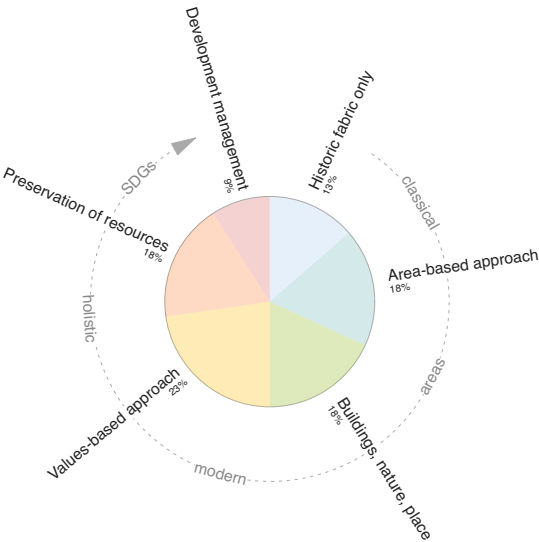 Historic fabric only
13%
classical
Area-based approach
18%
areas
Buildings, nature, place
18%
modern
Values-based approach
23%
holistic
Preservation of resources
18%
SDGs
Development management
9%